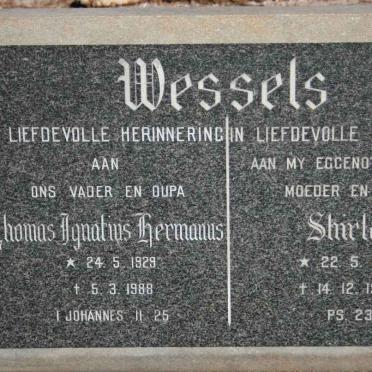 Wessels
LIEFDEVOLLE HERINNERING
AAN
ONS VADER EN OUPA
Thomas Ignatius Hermanus
★ 24. 5. 1929
† 5. 3. 1988
I JOHANNES 11 25
IN LIEFDEVOLLE
AAN MY EGGENOT
MOEDER EN
Shirle
★ 22. 5.
† 14. 12. 1
PS. 23